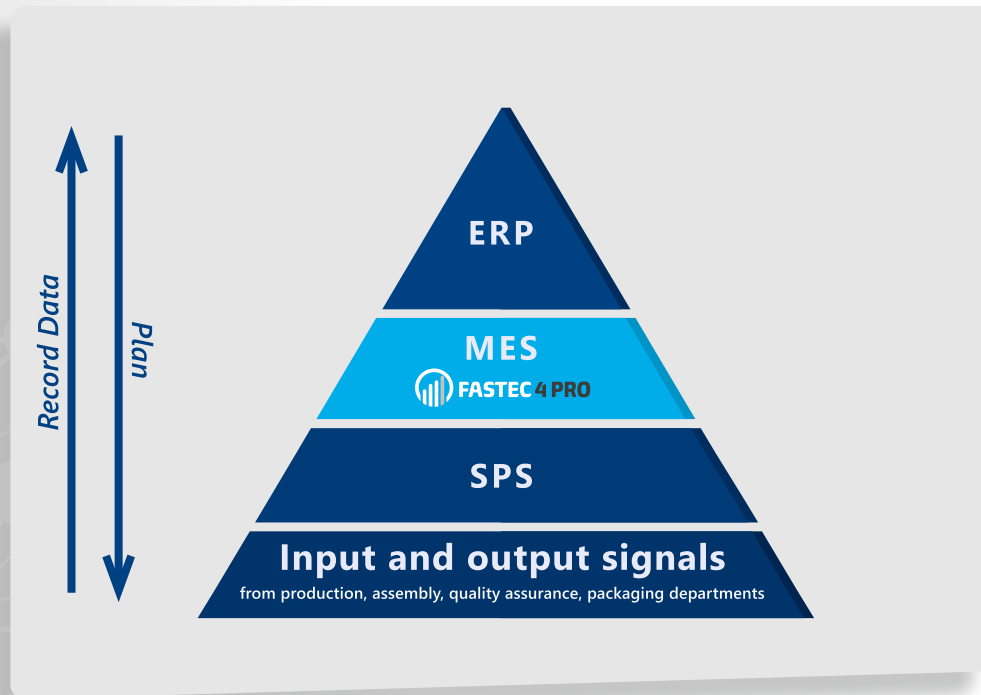 Record Data
Plan
ERP
MES
FASTEC 4 PRO
SPS
Input and output signals
from production, assembly, quality assurance, packaging departments